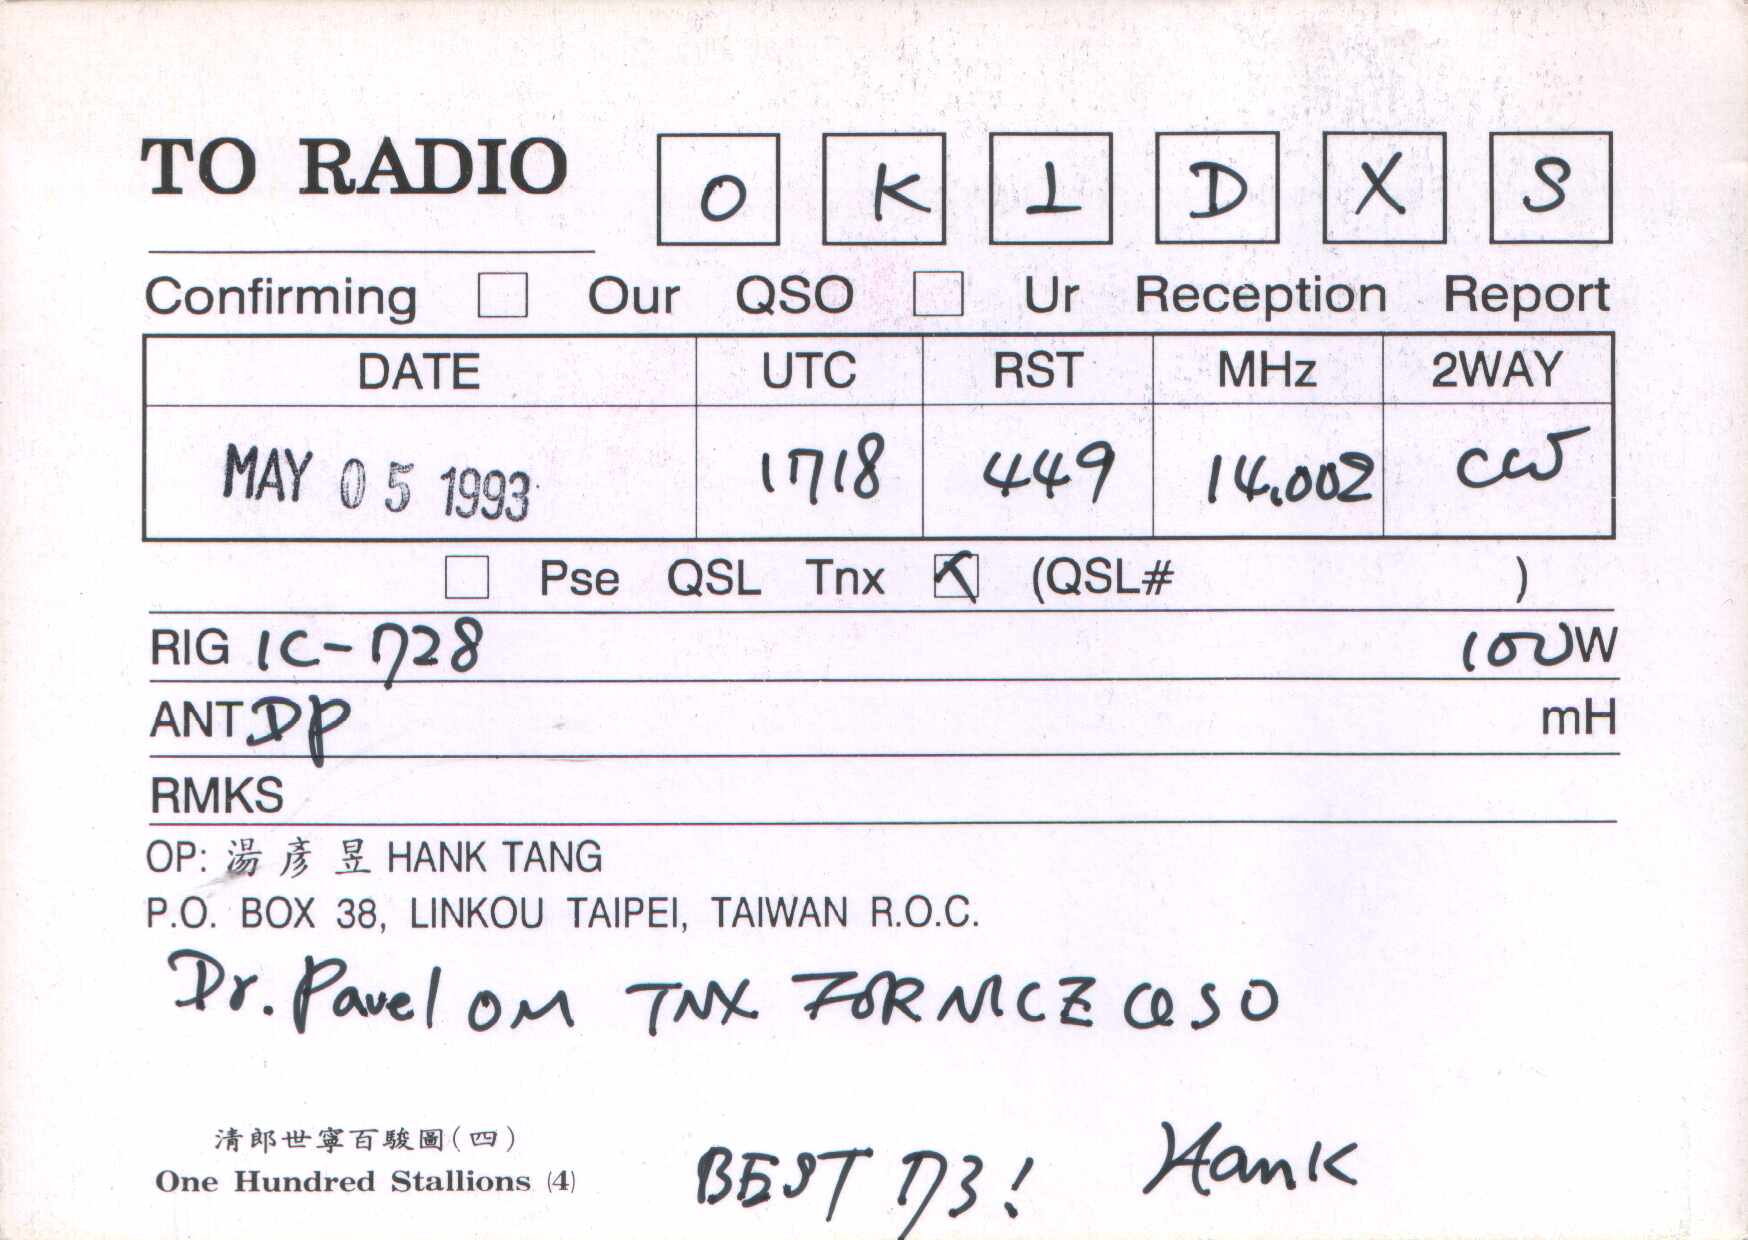 TO RADIO O K 1 D X S
Confirming Our QSO Ur Reception Report
DATE UTC RST MHz 2WAY
MAY 05 1993 1718 449 14.002 CW
Pse QSL Tnx (QSL# )
RIG IC-728 100W
ANT DP mH
RMKS
OP: 湯彥昱 HANK TANG
P.O. BOX 38, LINKOU TAIPEI, TAIWAN R.O.C.
Dr. Pavel OM TNX FOR NICE QSO
清郎世寧百駿圖(四)
One Hundred Stallions (4)
BEST 73! Hank